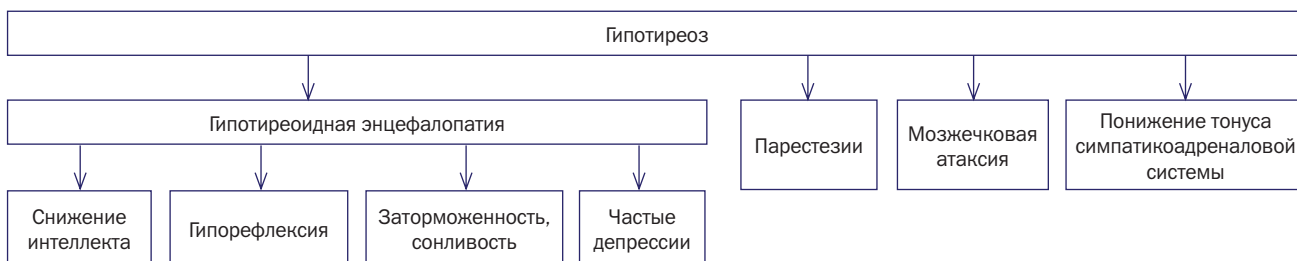 Гипотиреоз
Гипотиреоидная энцефалопатия
Парестезии
Мозжечковая
атаксия
Понижение тонуса
симпатикоадреналовой
системы
Снижение
интеллекта
Гипорефлексия
Заторможенность,
сонливость
Частые
депрессии